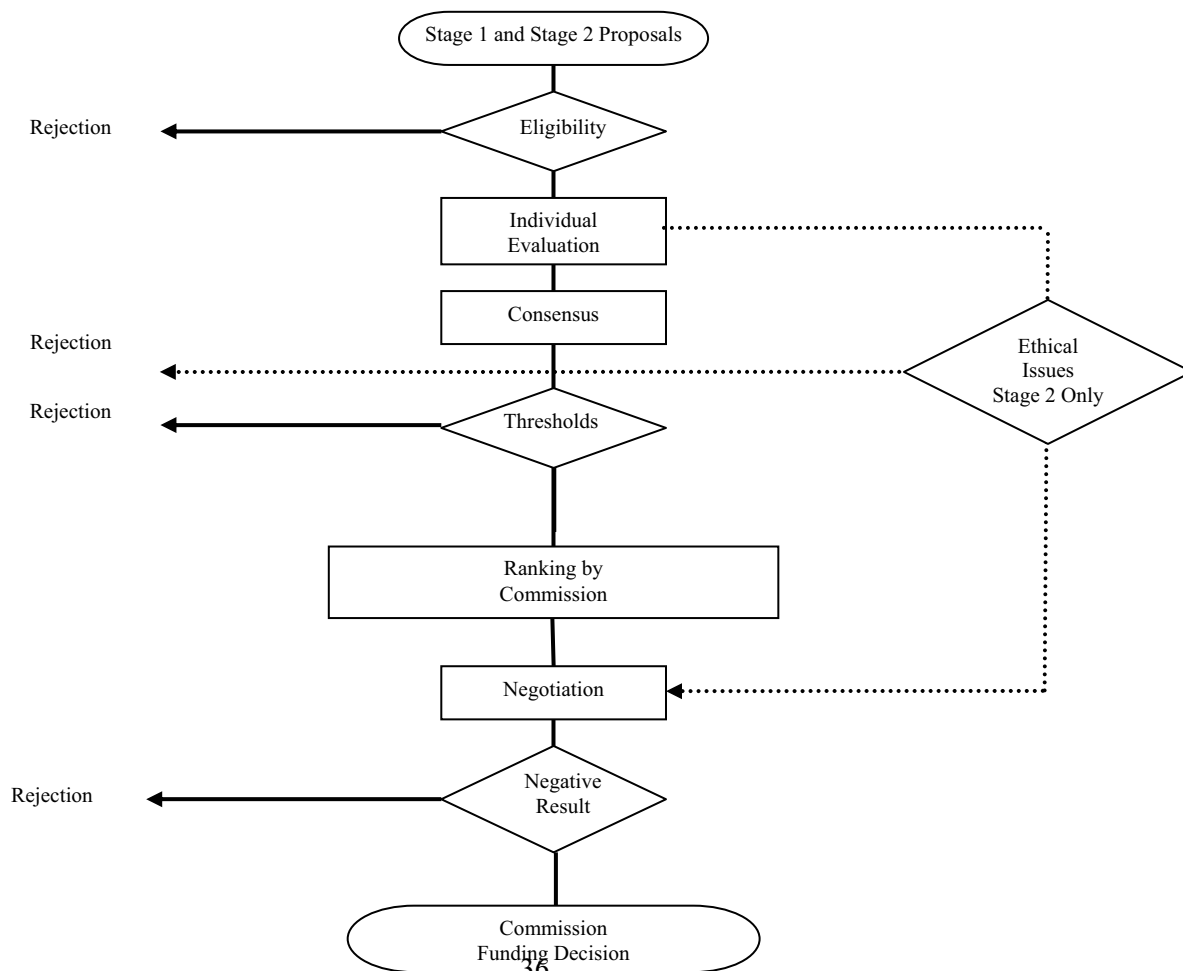 Stage 1 and Stage 2 Proposals
Rejection
Eligibility
Individual
Evaluation
Consensus
Rejection
Ethical
Issues
Stage 2 Only
Rejection
Thresholds
Ranking by
Commission
Negotiation
Rejection
Negative
Result
Commission
Funding Decision
36